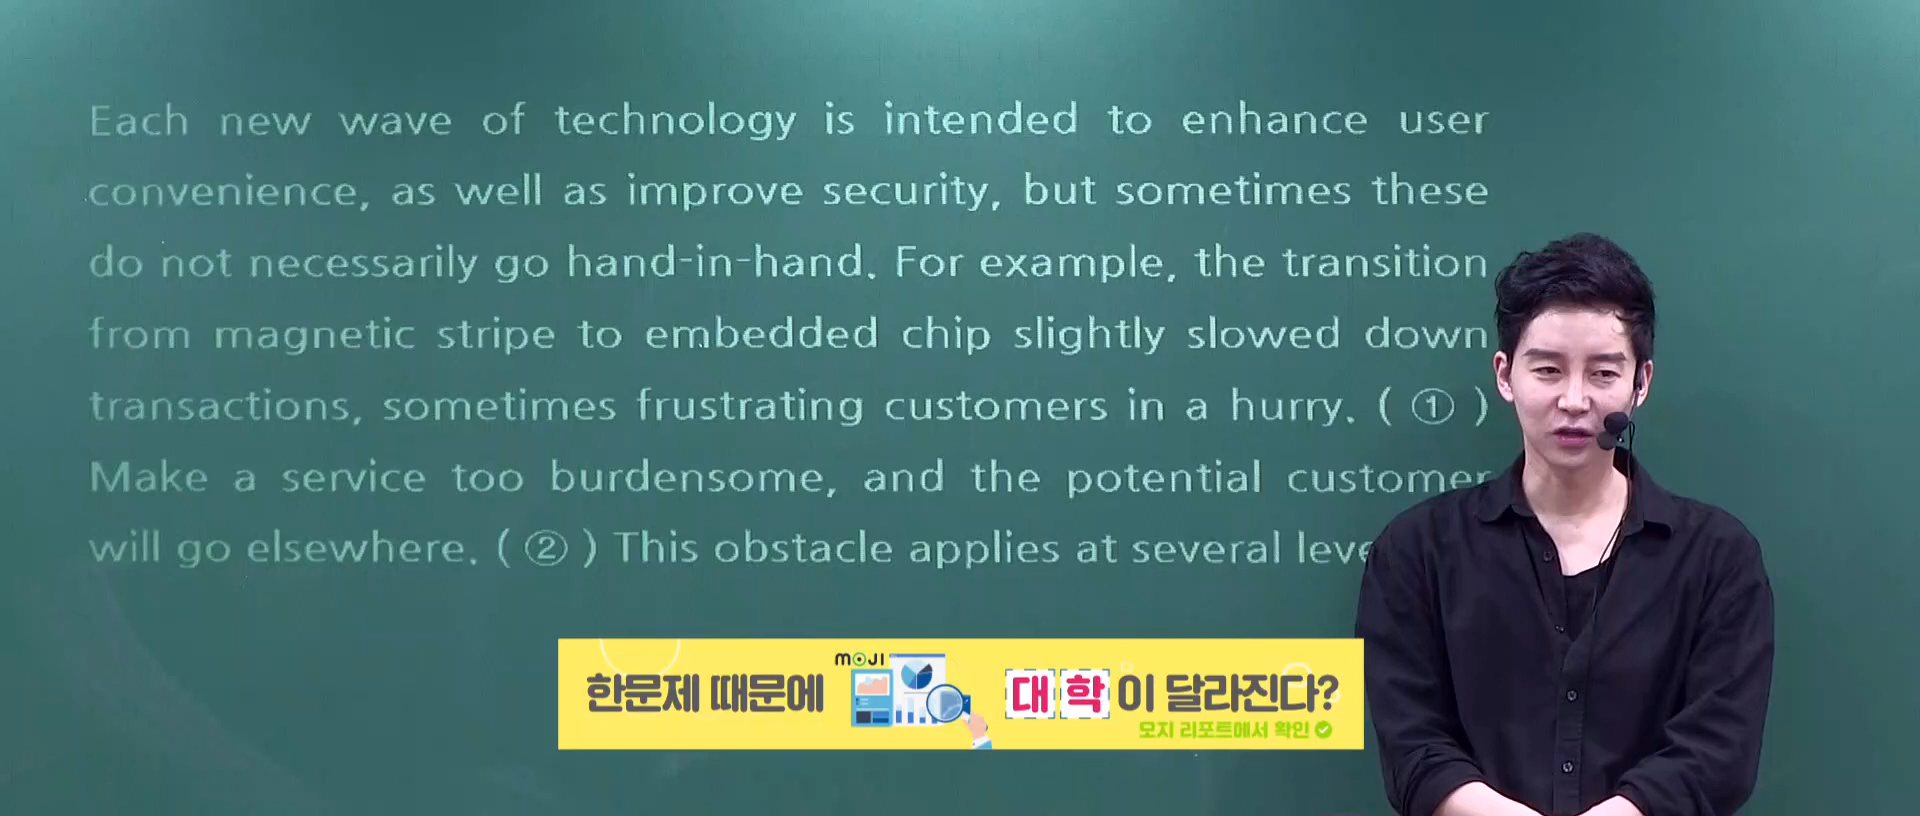 Each new wave of technology is intended to enhance user
convenience, as well as improve security, but sometimes these
do not necessarily go hand-in-hand. For example, the transition
from magnetic stripe to embedded chip slightly slowed down
transactions, sometimes frustrating customers in a hurry. ( ① )
Make a service too burdensome, and the potential customer
will go elsewhere. ( ② ) This obstacle applies at several
한문제 때문에 MOJI 대학이 달라진다?
모지 리포트에서 확인